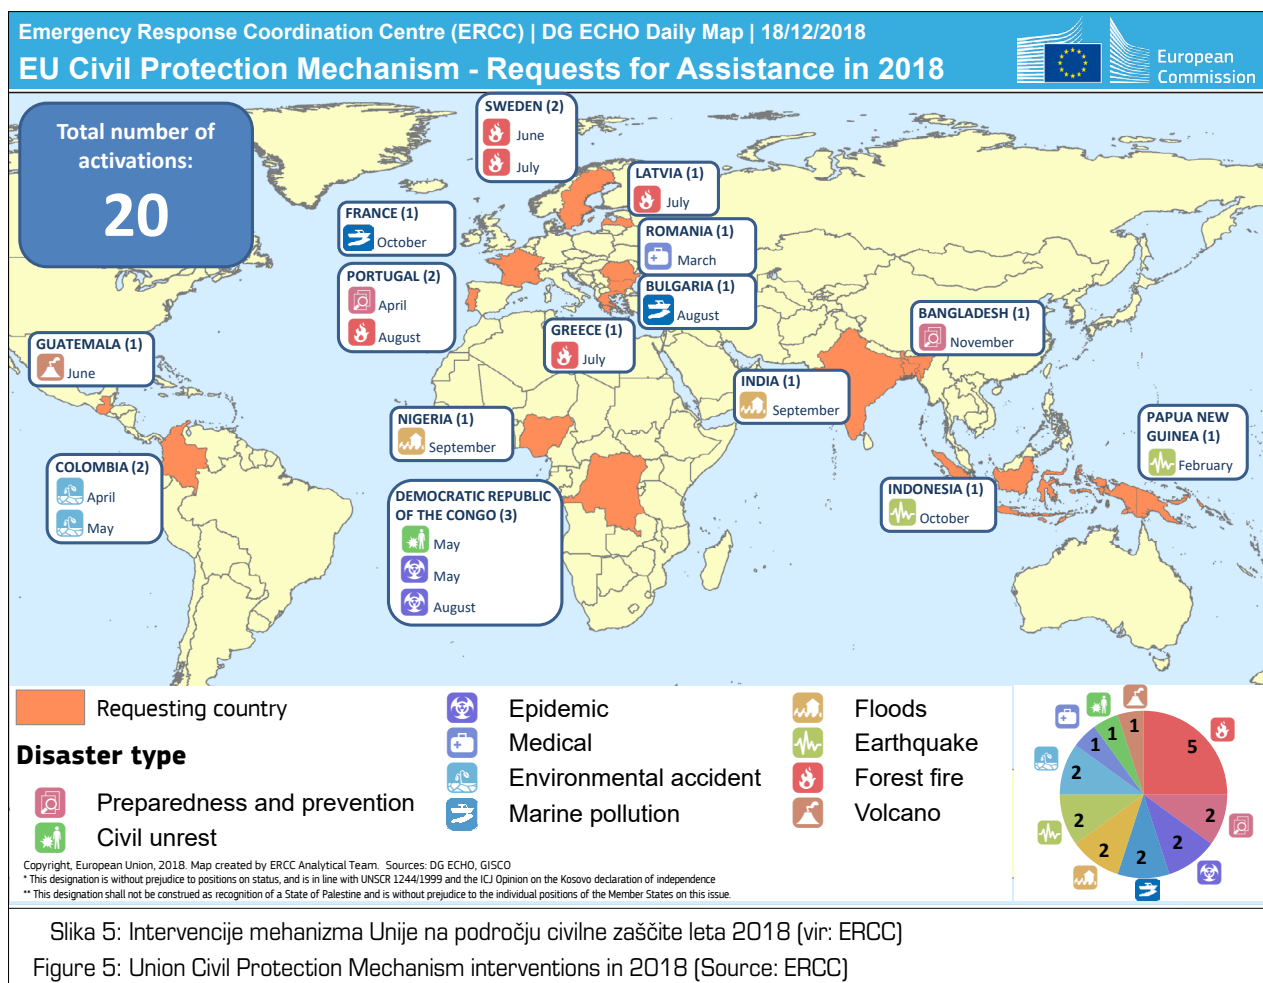 Emergency Response Coordination Centre (ERCC) | DG ECHO Daily Map | 18/12/2018
EU Civil Protection Mechanism - Requests for Assistance in 2018
European
Commission
Total number of
activations:
20
SWEDEN (2)
June
July
LATVIA (1)
July
FRANCE (1)
October
ROMANIA (1)
March
PORTUGAL (2)
April
August
BULGARIA (1)
August
GREECE (1)
July
BANGLADESH (1)
November
GUATEMALA (1)
June
INDIA (1)
September
NIGERIA (1)
September
PAPUA NEW
GUINEA (1)
February
COLOMBIA (2)
April
May
INDONESIA (1)
October
DEMOCRATIC REPUBLIC
OF THE CONGO (3)
May
May
August
Requesting country
Disaster type
Preparedness and prevention
Civil unrest
Epidemic
Medical
Environmental accident
Marine pollution
Floods
Earthquake
Forest fire
Volcano
5
2
2
2
2
2
2
1
1
1
Copyright, European Union, 2018. Map created by ERCC Analytical Team. Sources: DG ECHO, GISCO
* This designation is without prejudice to positions on status, and is in line with UNSCR 1244/1999 and the ICJ Opinion on the Kosovo declaration of independence
** This designation shall not be construed as recognition of a State of Palestine and is without prejudice to the individual positions of the Member States on this issue.
Slika 5: Intervencije mehanizma Unije na področju civilne zaščite leta 2018 (vir: ERCC)
Figure 5: Union Civil Protection Mechanism interventions in 2018 (Source: ERCC)